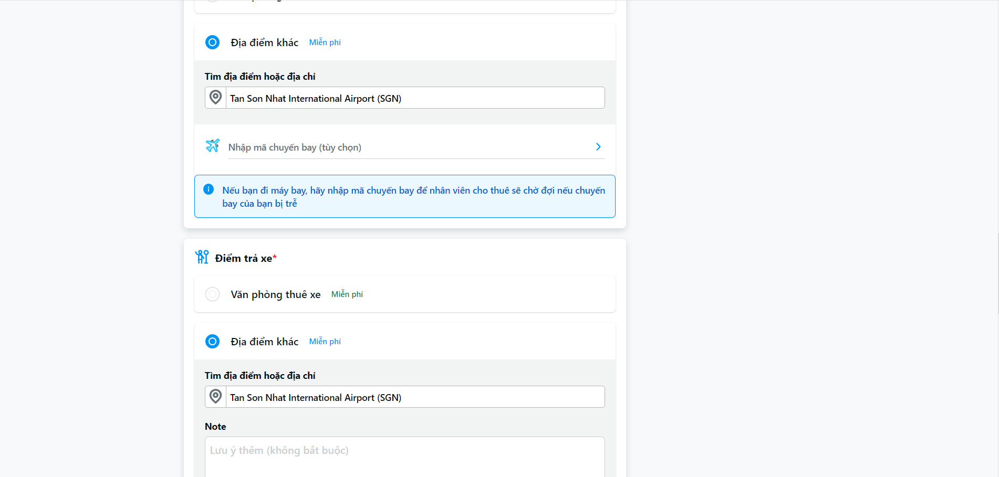 Địa điểm khác Miễn phí
Tìm địa điểm hoặc địa chỉ
Tan Son Nhat International Airport (SGN)
Nhập mã chuyến bay (tùy chọn)
Nếu bạn đi máy bay, hãy nhập mã chuyến bay để nhân viên cho thuê sẽ chờ đợi nếu chuyến
bay của bạn bị trễ
Điểm trả xe*
Văn phòng thuê xe Miễn phí
Địa điểm khác Miễn phí
Tìm địa điểm hoặc địa chỉ
Tan Son Nhat International Airport (SGN)
Note
Lưu ý thêm (không bắt buộc)